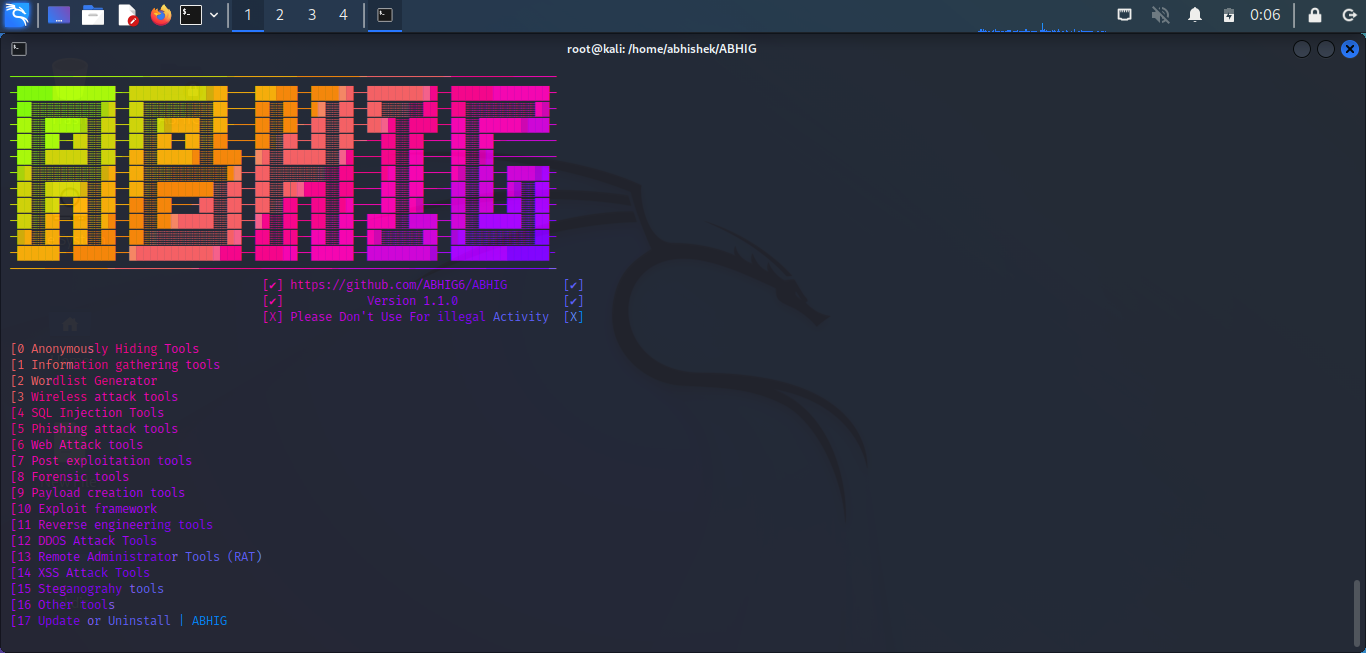 1 2 3 4 0:06
root@kali: /home/abhishek/ABHIG
ABHIG
[✔] https://github.com/ABHIG6/ABHIG [✔]
[✔] Version 1.1.0 [✔]
[X] Please Don't Use For illegal Activity [X]
[0 Anonymously Hiding Tools
[1 Information gathering tools
[2 Wordlist Generator
[3 Wireless attack tools
[4 SQL Injection Tools
[5 Phishing attack tools
[6 Web Attack tools
[7 Post exploitation tools
[8 Forensic tools
[9 Payload creation tools
[10 Exploit framework
[11 Reverse engineering tools
[12 DDOS Attack Tools
[13 Remote Administrator Tools (RAT)
[14 XSS Attack Tools
[15 Steganograhy tools
[16 Other tools
[17 Update or Uninstall | ABHIG